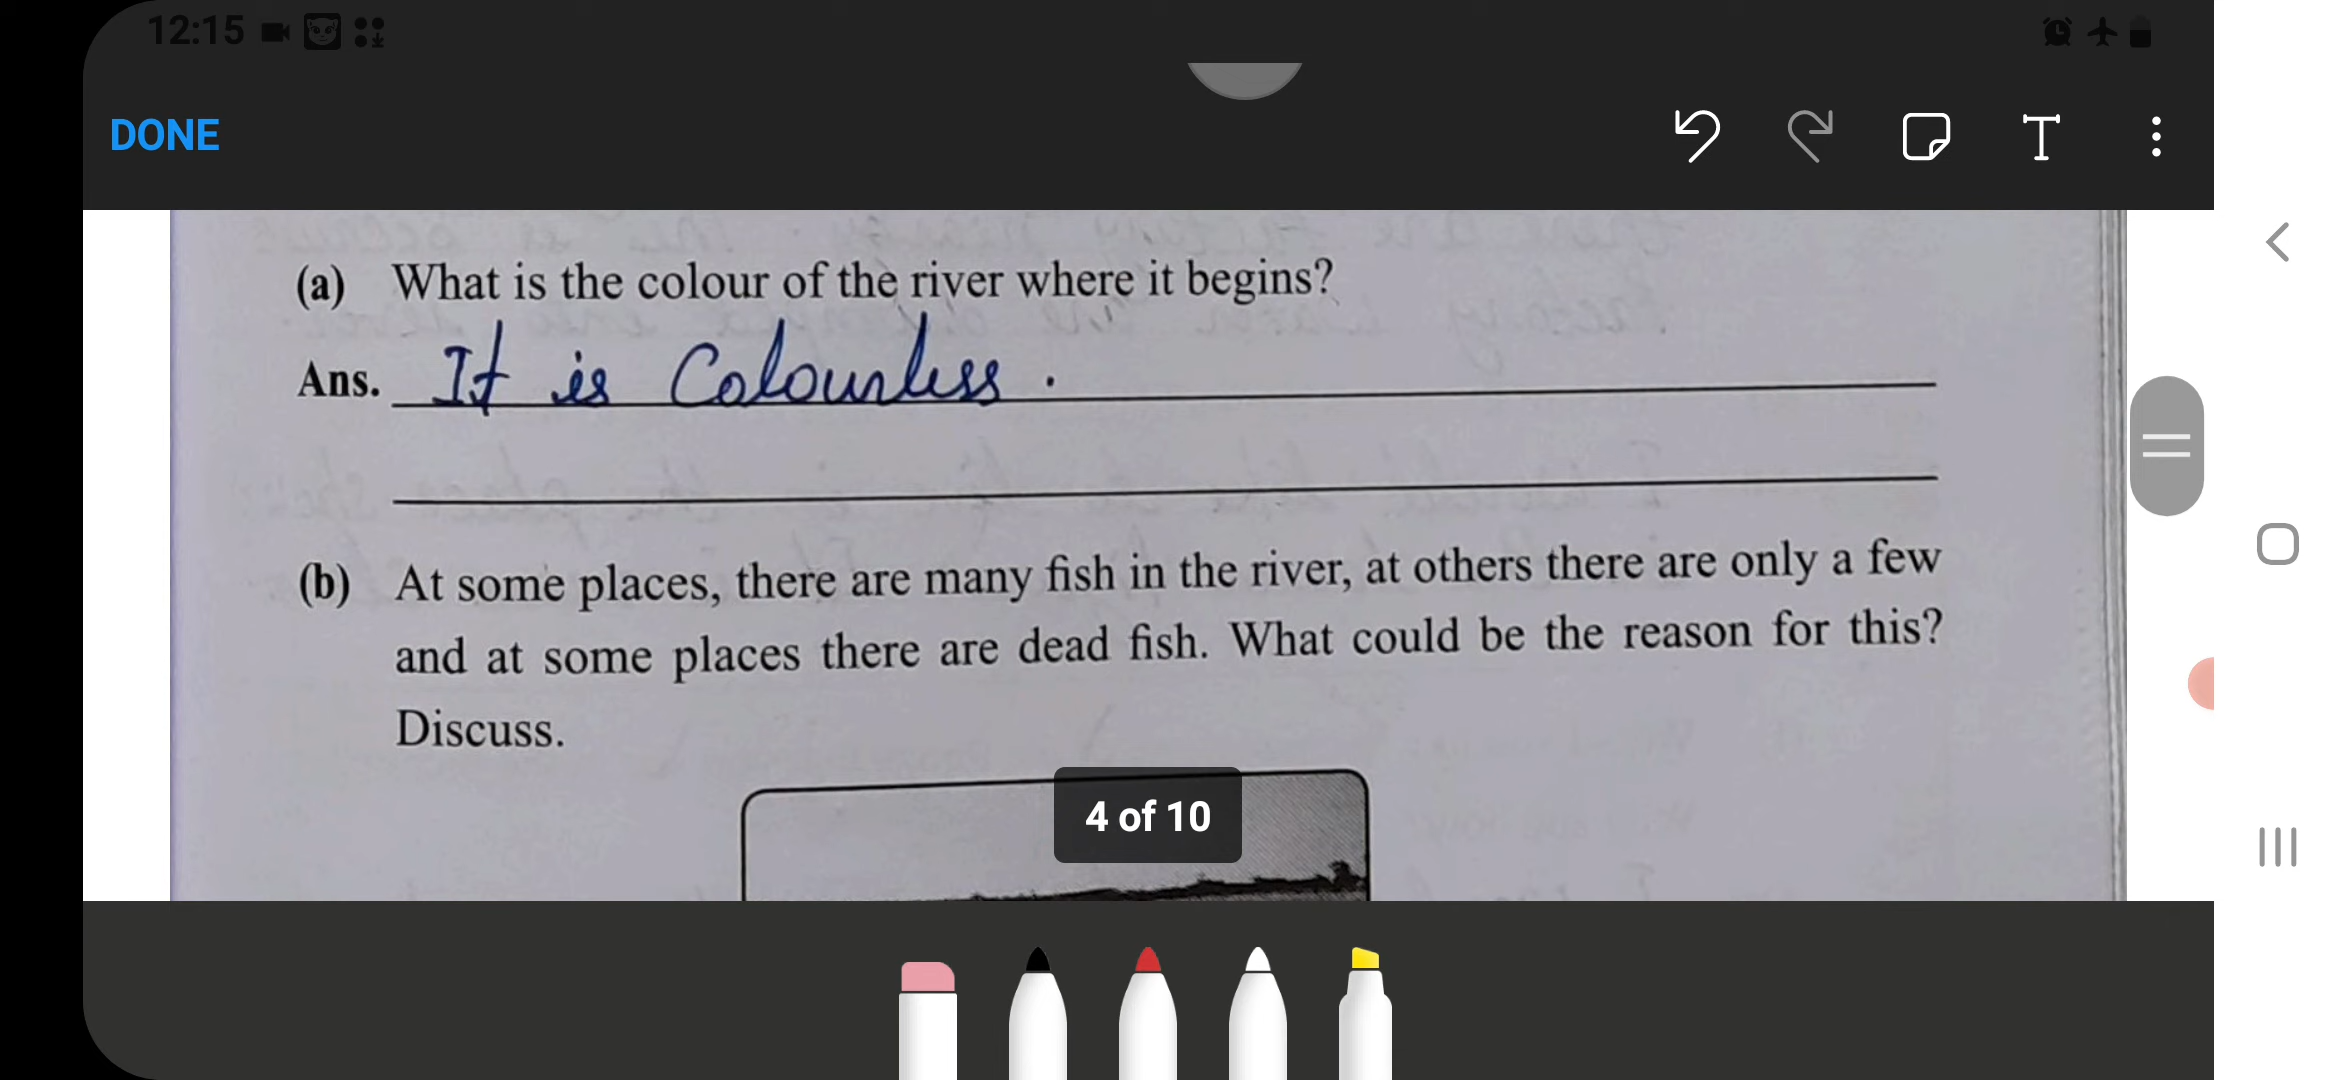 12:15
DONE
T
(a) What is the colour of the river where it begins?
Ans. It is Colourless .
(b) At some places, there are many fish in the river, at others there are only a few
and at some places there are dead fish. What could be the reason for this?
Discuss.
4 of 10